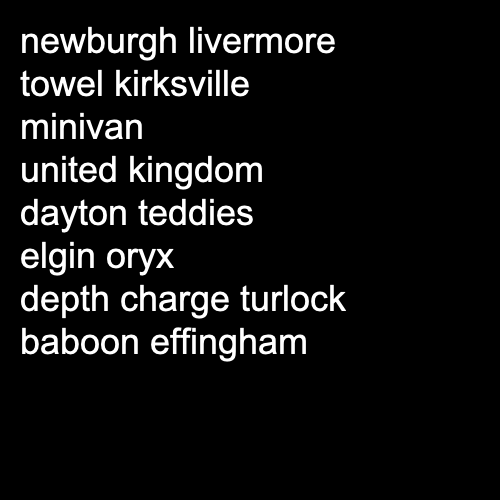 newburgh livermore
towel kirksville
minivan
united kingdom
dayton teddies
elgin oryx
depth charge turlock
baboon effingham